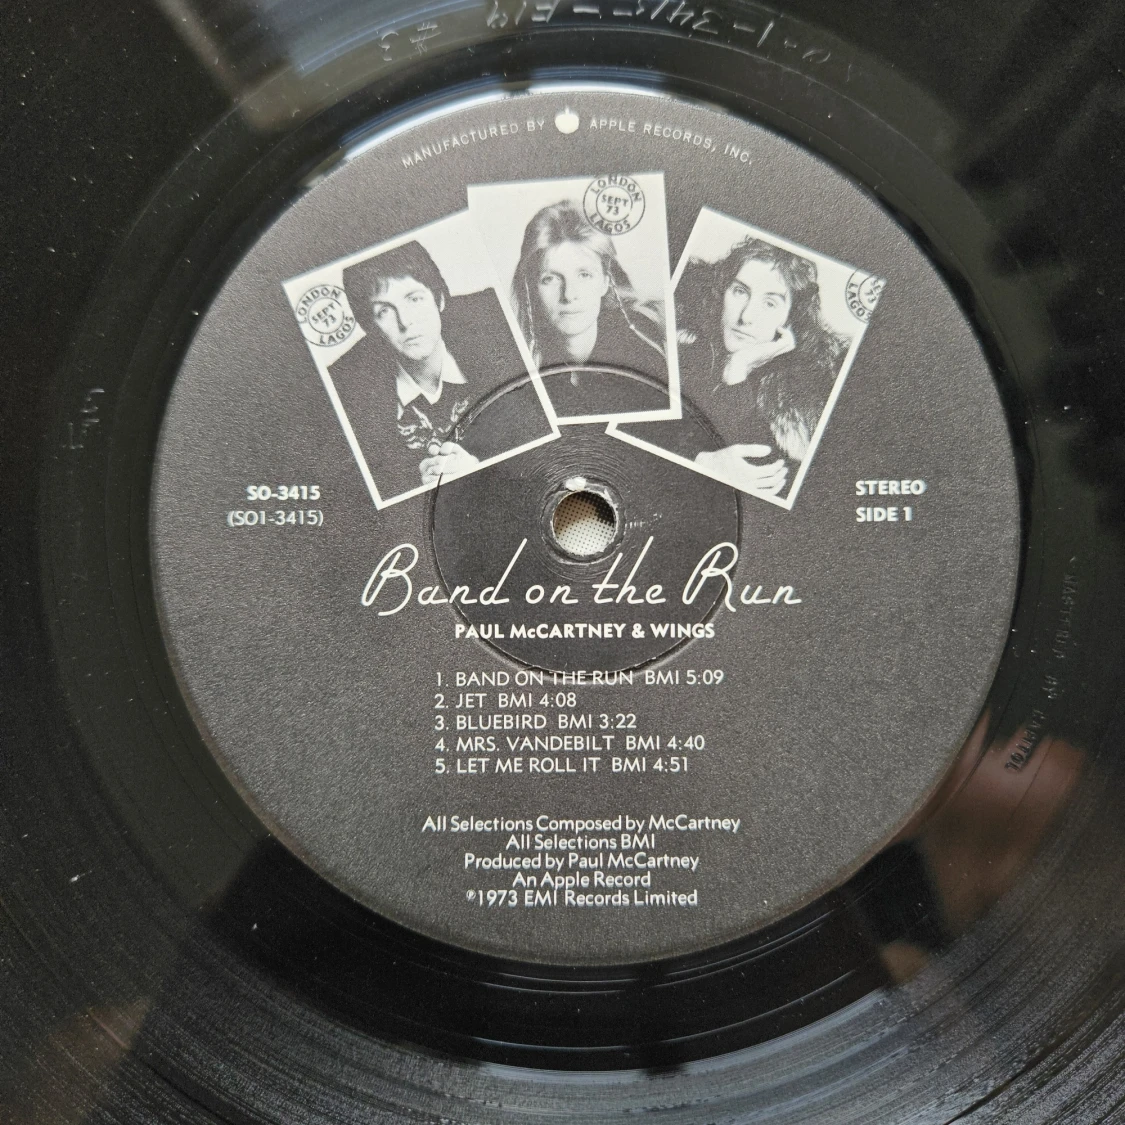 MANUFACTURED BY APPLE RECORDS, INC.
LONDON
SEPT
73
LAGOS
LONDON
SEPT
73
LAGOS
73
LAGO
SO-3415
(SO1-3415)
STEREO
SIDE 1
Band on the Run
PAUL McCARTNEY & WINGS
1. BAND ON THE RUN BMI 5:09
2. JET BMI 4:08
3. BLUEBIRD BMI 3:22
4. MRS. VANDEBILT BMI 4:40
5. LET ME ROLL IT BMI 4:51
All Selections Composed by McCartney
All Selections BMI
Produced by Paul McCartney
An Apple Record
℗1973 EMI Records Limited
#3